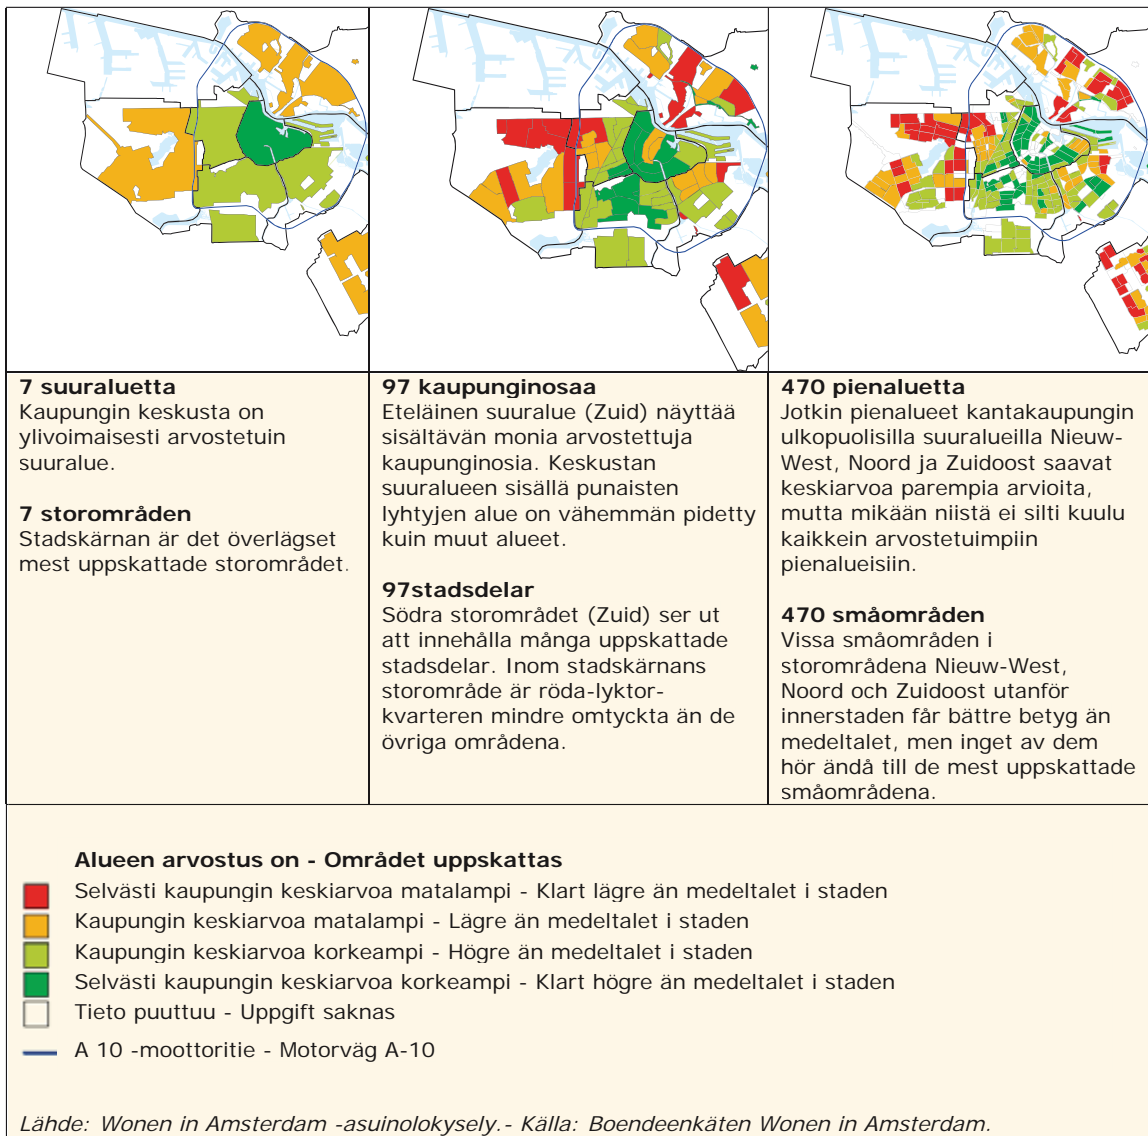 7 suuraluetta
Kaupungin keskusta on
ylivoimaisesti arvostetuin
suuralue.
7 storområden
Stadskärnan är det överlägset
mest uppskattade storområdet.
97 kaupunginosaa
Eteläinen suuralue (Zuid) näyttää
sisältävän monia arvostettuja
kaupunginosia. Keskustan
suuralueen sisällä punaisten
lyhtyjen alue on vähemmän pidetty
kuin muut alueet.
97stadsdelar
Södra storområdet (Zuid) ser ut
att innehålla många uppskattade
stadsdelar. Inom stadskärnans
storområde är röda-lyktor-
kvarteren mindre omtyckta än de
övriga områdena.
470 pienaluetta
Jotkin pienalueet kantakaupungin
ulkopuolisilla suuralueilla Nieuw-
West, Noord ja Zuidoost saavat
keskiarvoa parempia arvioita,
mutta mikään niistä ei silti kuulu
kaikkein arvostetuimpiin
pienalueisiin.
470 småområden
Vissa småområden i
storområdena Nieuw-West,
Noord och Zuidoost utanför
innerstaden får bättre betyg än
medeltalet, men inget av dem
hör ändå till de mest uppskattade
småområdena.
Alueen arvostus on - Området uppskattas
Selvästi kaupungin keskiarvoa matalampi - Klart lägre än medeltalet i staden
Kaupungin keskiarvoa matalampi - Lägre än medeltalet i staden
Kaupungin keskiarvoa korkeampi - Högre än medeltalet i staden
Selvästi kaupungin keskiarvoa korkeampi - Klart högre än medeltalet i staden
Tieto puuttuu - Uppgift saknas
A 10 -moottoritie - Motorväg A-10
Lähde: Wonen in Amsterdam -asuinolokysely.- Källa: Boendeenkäten Wonen in Amsterdam.